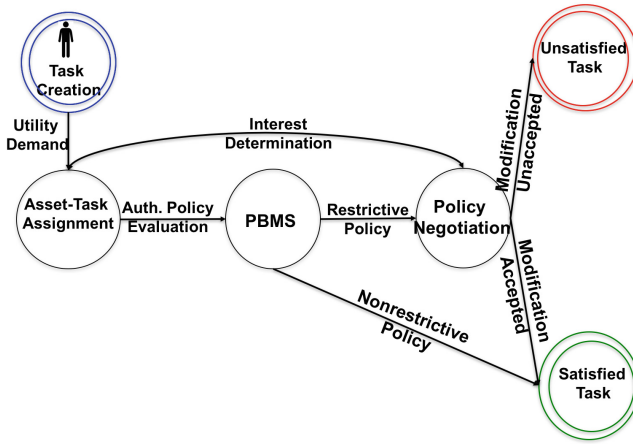 Task
Creation
Unsatisfied
Task
Utility
Demand
Interest
Determination
Modification
Unaccepted
Asset-Task
Assignment
Auth. Policy
Evaluation
PBMS
Restrictive
Policy
Policy
Negotiation
Modification
Accepted
Nonrestrictive
Policy
Satisfied
Task